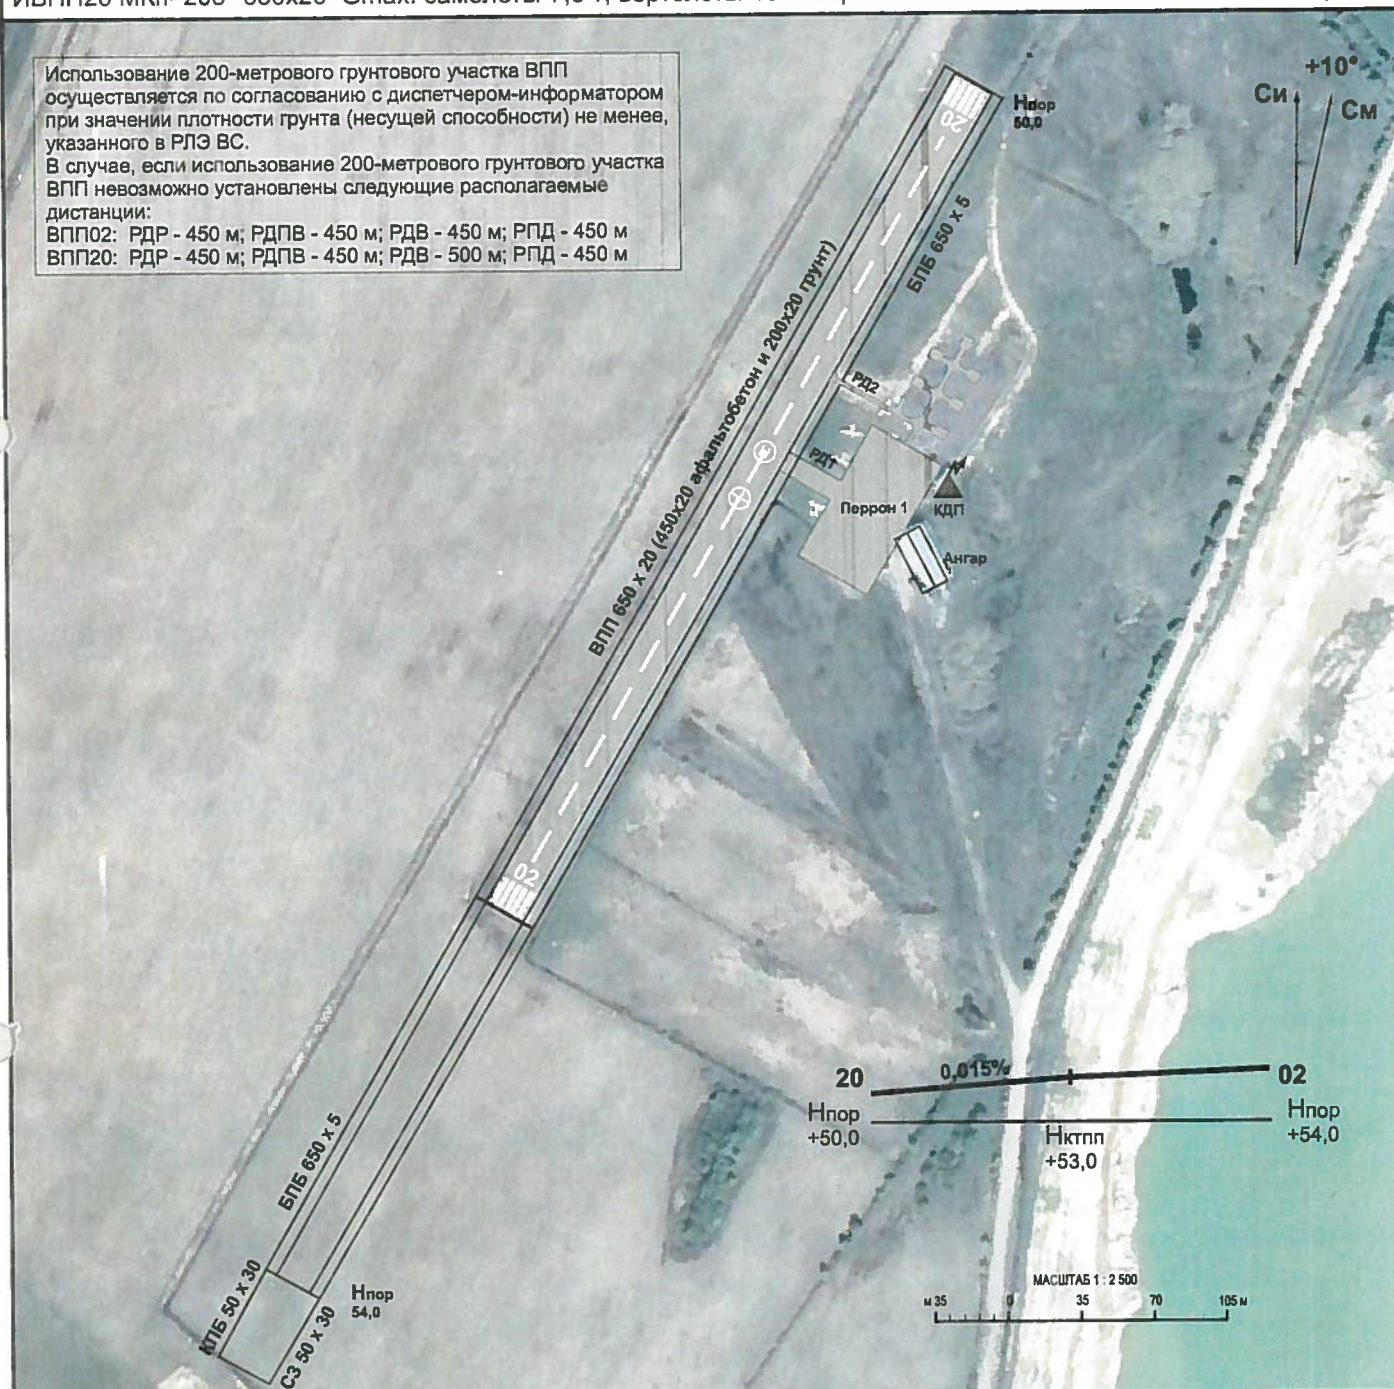 Использование 200-метрового грунтового участка ВПП
осуществляется по согласованию с диспетчером-информатором
при значении плотности грунта (несущей способности) не менее,
указанного в РЛЭ ВС.
В случае, если использование 200-метрового грунтового участка
ВПП невозможно установлены следующие располагаемые
дистанции:
ВПП02: РДР - 450 м; РДПВ - 450 м; РДВ - 450 м; РПД - 450 м
ВПП20: РДР - 450 м; РДПВ - 450 м; РДВ - 500 м; РПД - 450 м
+10°
Си
См
Нпор
50,0
20
БПБ 650 х 5
ВПП 650 х 20 (450х20 афальтобетон и 200х20 грунт)
РД2
РД1
Перрон 1
КДП
Ангар
02
20
0,015%
02
Нпор
+50,0
Нктпп
+53,0
Нпор
+54,0
БПБ 650 х 5
КПБ 50 х 30
СЗ 50 х 30
Нпор
54,0
МАСШТАБ 1 : 2 500
м 35 0 35 70 105 м